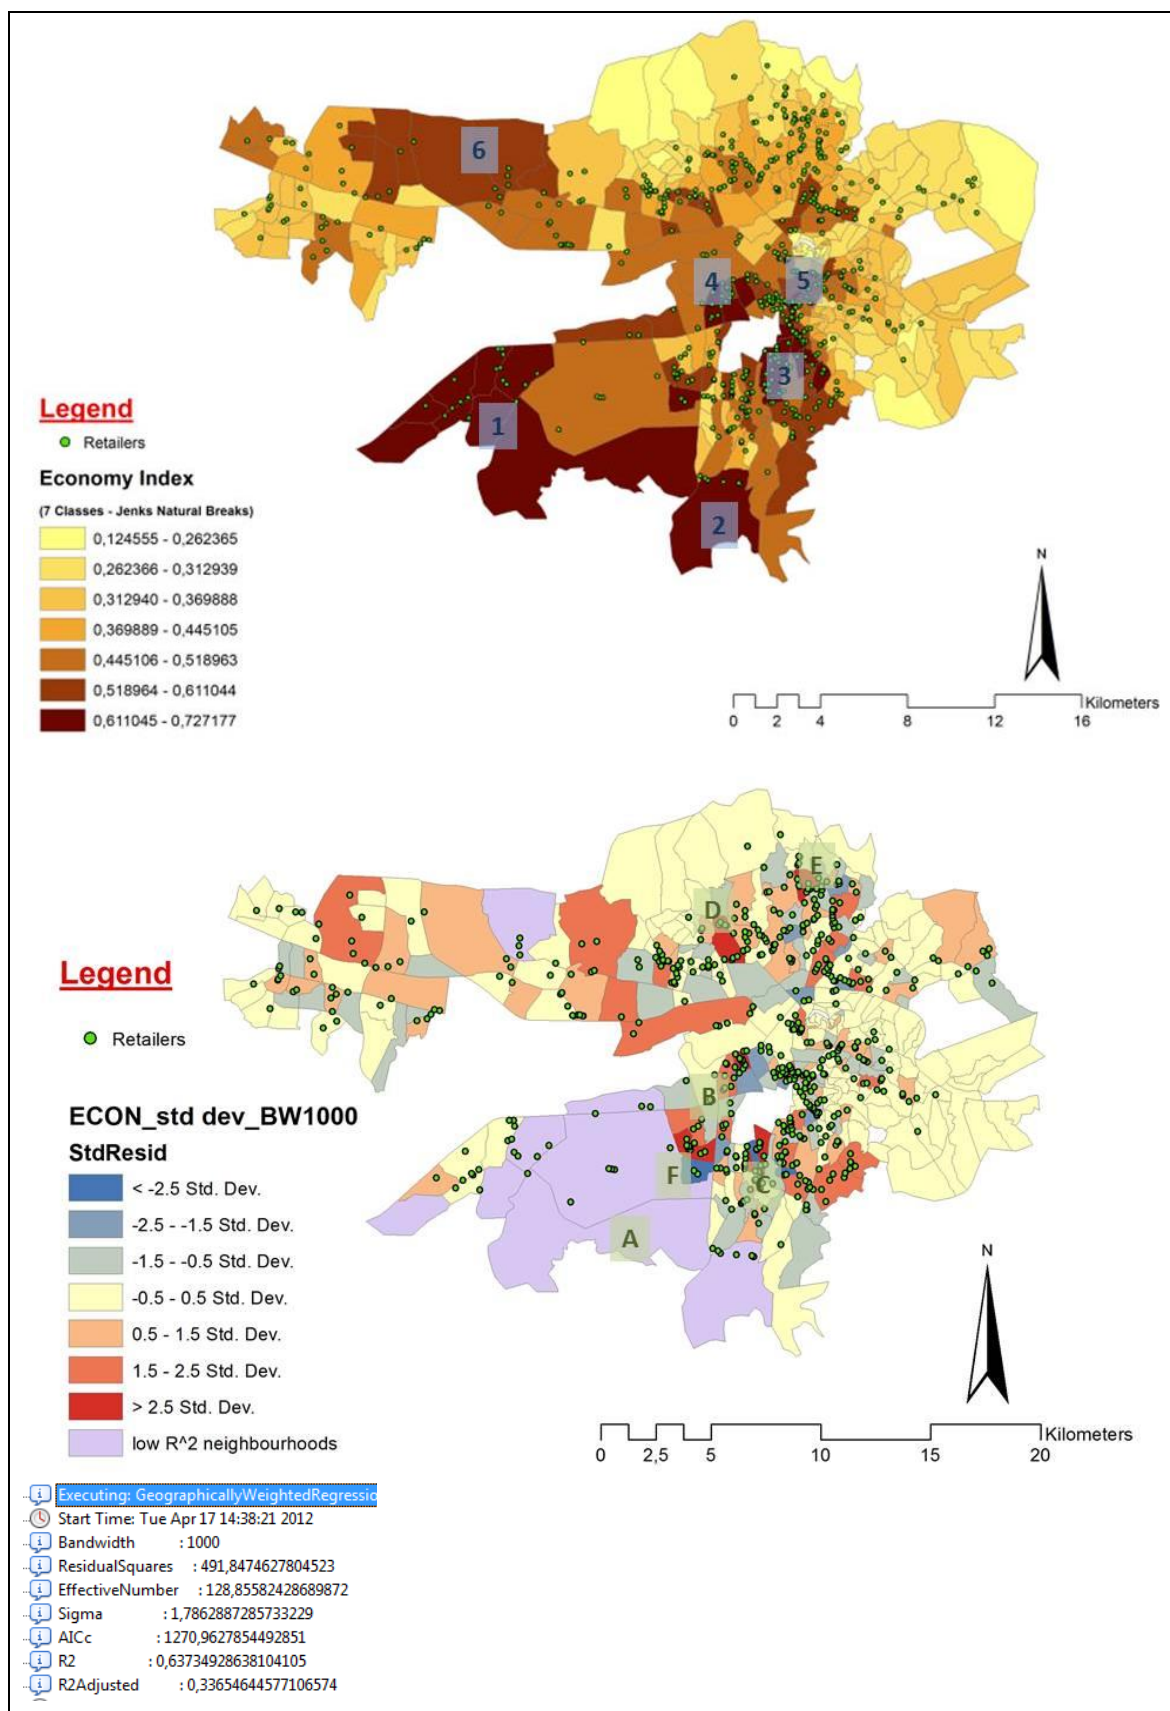 6
4
5
3
1
2
Legend
Retailers
Economy Index
(7 Classes - Jenks Natural Breaks)
0,124555 - 0,262365
0,262366 - 0,312939
0,312940 - 0,369888
0,369889 - 0,445105
0,445106 - 0,518963
0,518964 - 0,611044
0,611045 - 0,727177
N
Kilometers
0 2 4 8 12 16
E
D
B
F
C
A
Legend
Retailers
ECON_std dev_BW1000
StdResid
< -2.5 Std. Dev.
-2.5 - -1.5 Std. Dev.
-1.5 - -0.5 Std. Dev.
-0.5 - 0.5 Std. Dev.
0.5 - 1.5 Std. Dev.
1.5 - 2.5 Std. Dev.
> 2.5 Std. Dev.
low R^2 neighbourhoods
N
Kilometers
0 2,5 5 10 15 20
Executing: GeographicallyWeightedRegressio
Start Time: Tue Apr 17 14:38:21 2012
Bandwidth : 1000
ResidualSquares : 491,8474627804523
EffectiveNumber : 128,85582428689872
Sigma : 1,7862887285733229
AICc : 1270,9627854492851
R2 : 0,63734928638104105
R2Adjusted : 0,33654644577106574